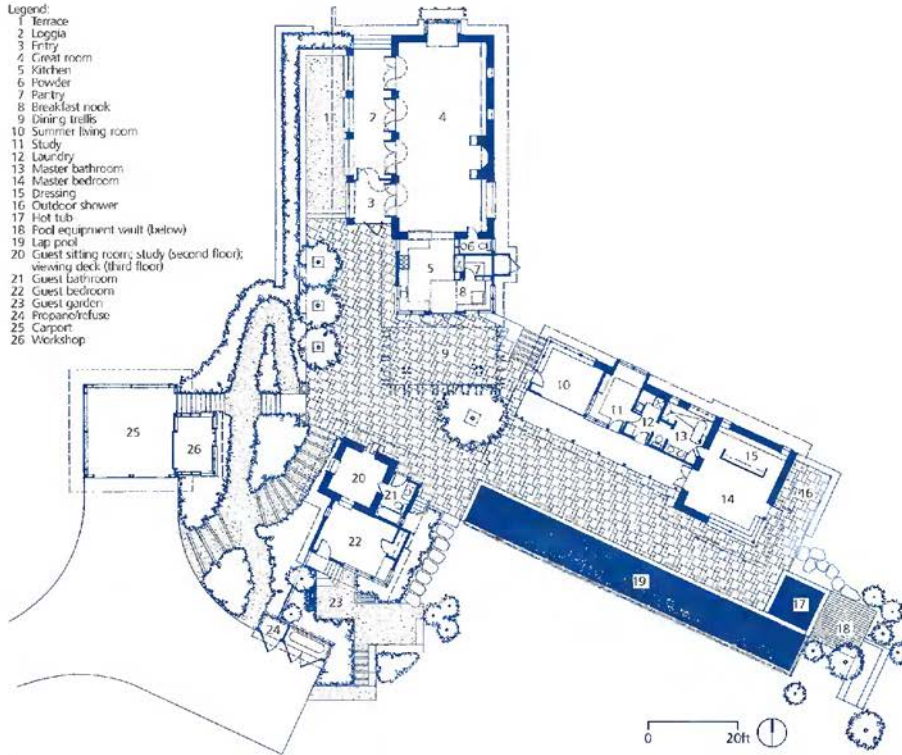 Legend:
1 Terrace
2 Loggia
3 Entry
4 Great room
5 Kitchen
6 Powder
7 Pantry
8 Breakfast nook
9 Dining trellis
10 Summer living room
11 Study
12 Laundry
13 Master bathroom
14 Master bedroom
15 Dressing
16 Outdoor shower
17 Hot tub
18 Pool equipment vault (below)
19 Lap pool
20 Guest sitting room; study (second floor);
viewing deck (third floor)
21 Guest bathroom
22 Guest bedroom
23 Guest garden
24 Propane/refuse
25 Carport
26 Workshop
1
2
4
3
6
5
7
8
9
10
11
12
13
15
14
16
25
26
20
21
22
19
17
18
23
24
0 20ft